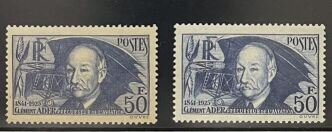 RF POSTES
1841-1925
CLÉMENT ADER PRÉCURSEUR DE L'AVIATION
50 F.
RF POSTES
1841-1925
CLÉMENT ADER PRÉCURSEUR DE L'AVIATION
50 F.